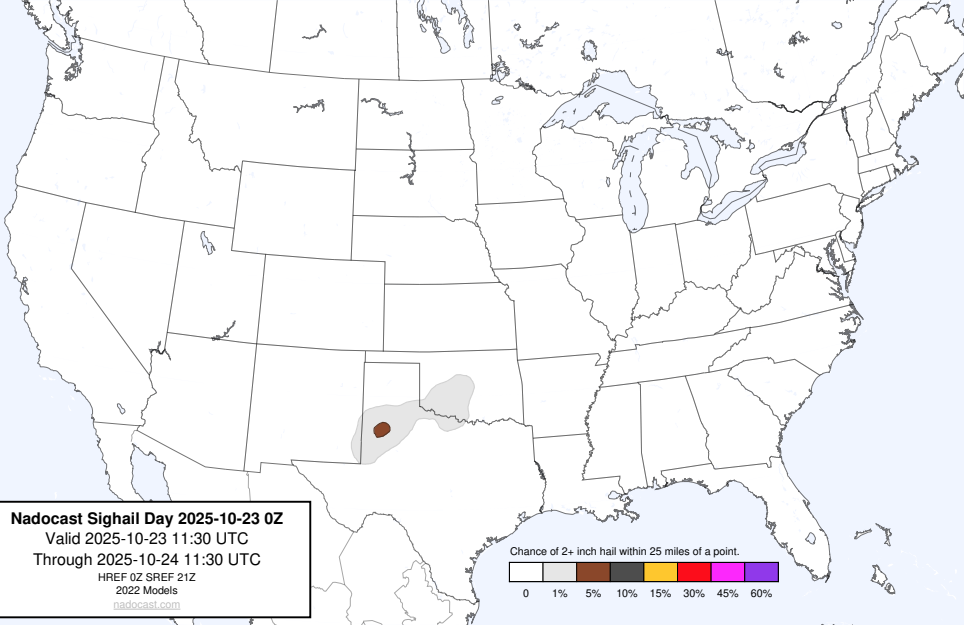 Nadocast Sighail Day 2025-10-23 0Z
Valid 2025-10-23 11:30 UTC
Through 2025-10-24 11:30 UTC
HREF 0Z SREF 21Z
2022 Models
nadocast.com
Chance of 2+ inch hail within 25 miles of a point.
0 1% 5% 10% 15% 30% 45% 60%